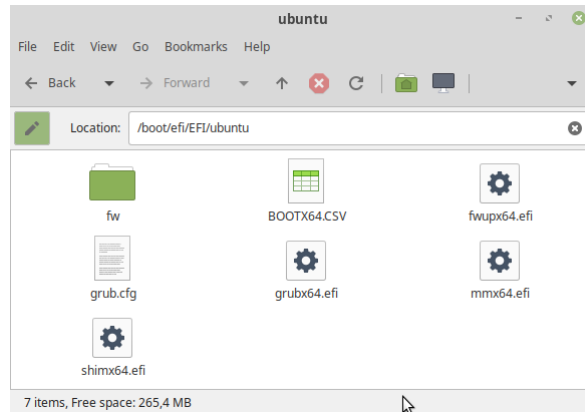 ubuntu
File Edit View Go Bookmarks Help
Back Forward
Location: /boot/efi/EFI/ubuntu
fw BOOTX64.CSV fwupx64.efi
grub.cfg grubx64.efi mmx64.efi
shimx64.efi
7 items, Free space: 265,4 MB